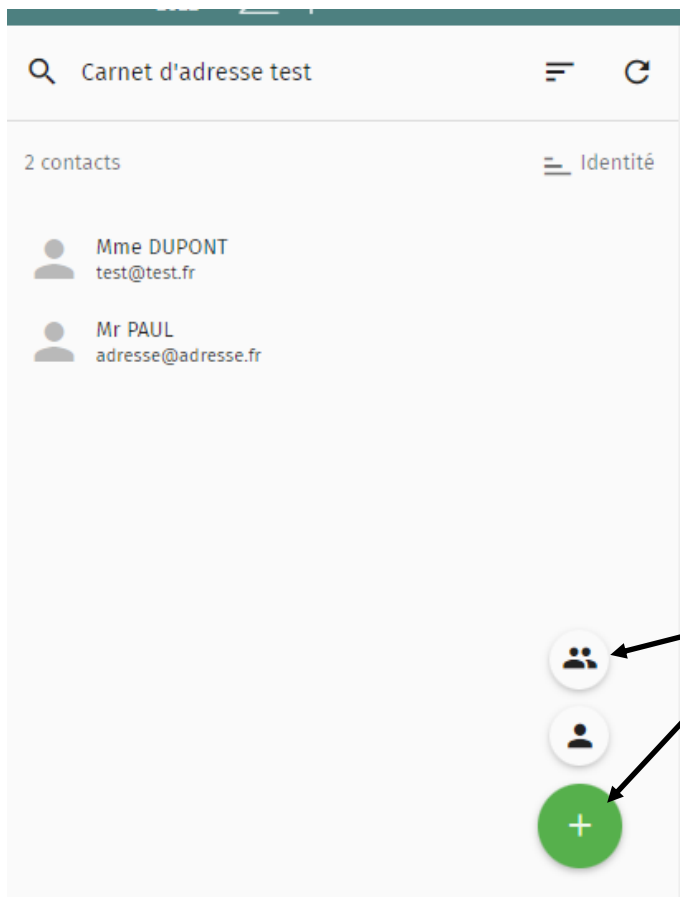 Carnet d'adresse test
2 contacts
Identité
Mme DUPONT
test@test.fr
Mr PAUL
adresse@adresse.fr